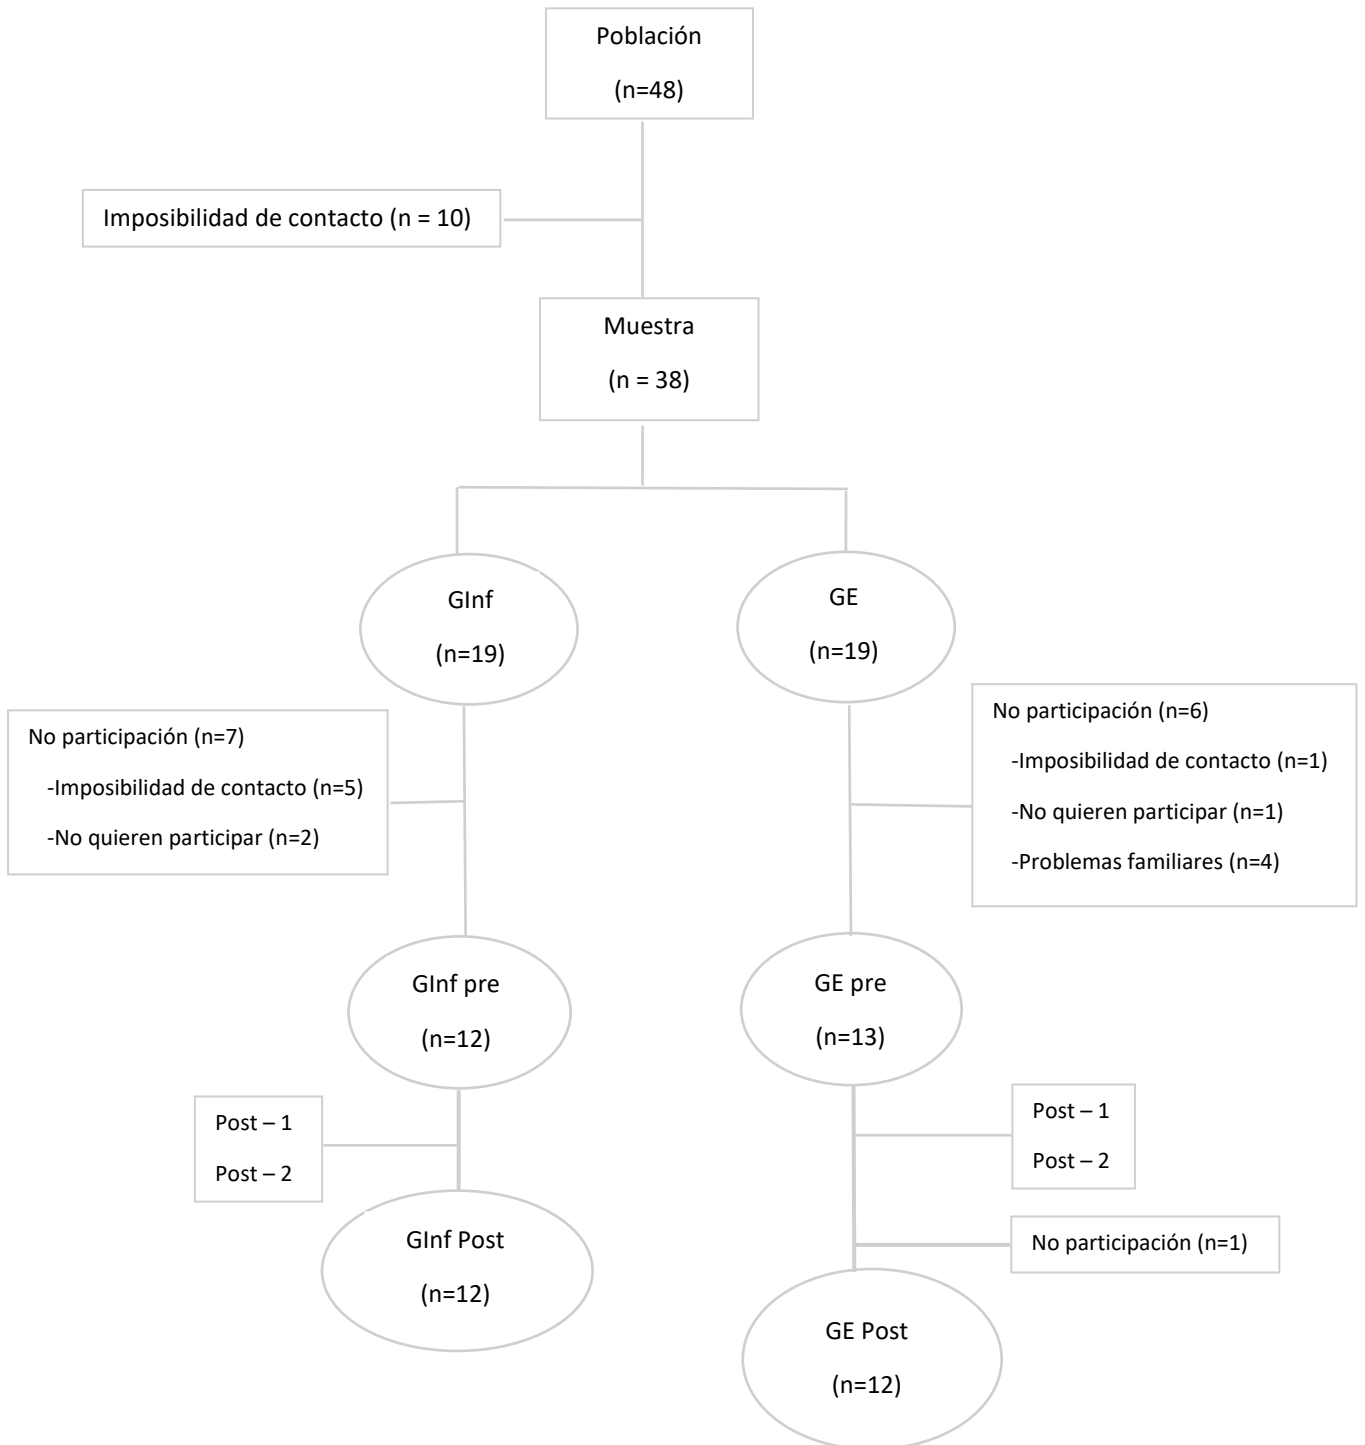 Población
(n=48)
Imposibilidad de contacto (n = 10)
Muestra
(n = 38)
GInf
(n=19)
GE
(n=19)
No participación (n=7)
-Imposibilidad de contacto (n=5)
-No quieren participar (n=2)
No participación (n=6)
-Imposibilidad de contacto (n=1)
-No quieren participar (n=1)
-Problemas familiares (n=4)
GInf pre
(n=12)
GE pre
(n=13)
Post – 1
Post – 2
Post – 1
Post – 2
GInf Post
(n=12)
No participación (n=1)
GE Post
(n=12)